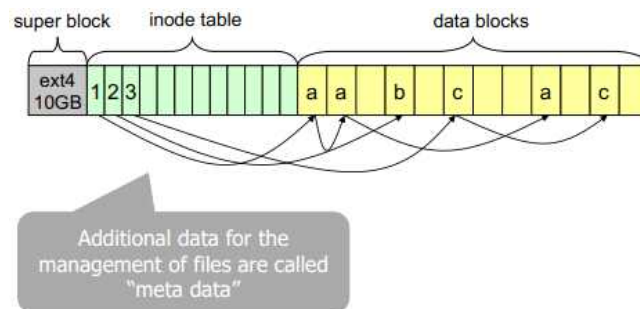 super block inode table data blocks
ext4
10GB
1 2 3 a a b c a c
Additional data for the
management of files are called
“meta data”